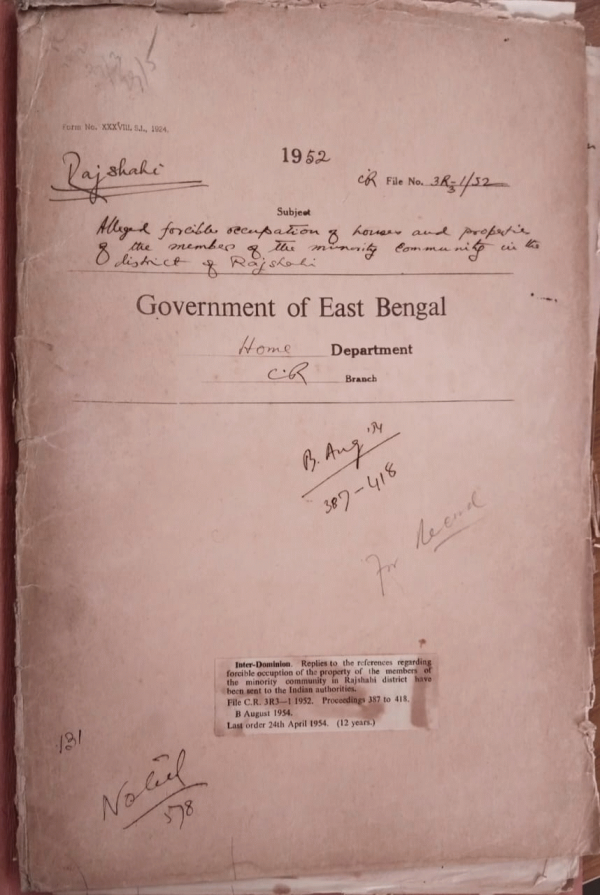 Form No. XXXVIII, S.I., 1924.
1952
Rajshahi
CR File No. 3R3-1/52
Subject
Alleged forcible occupation of houses and properties
of the members of the minority community in the
district of Rajshahi
Government of East Bengal
Home Department
CR Branch
B. Aug '54
387-418
For Record
Inter-Dominion. Replies to the references regarding
forcible occuption of the property of the members of
the minority community in Rajshahi district have
been sent to the Indian authorities.
File C.R. 3R3—1 1952. Proceedings 387 to 418.
B August 1954.
Last order 24th April 1954. (12 years.)
131
578